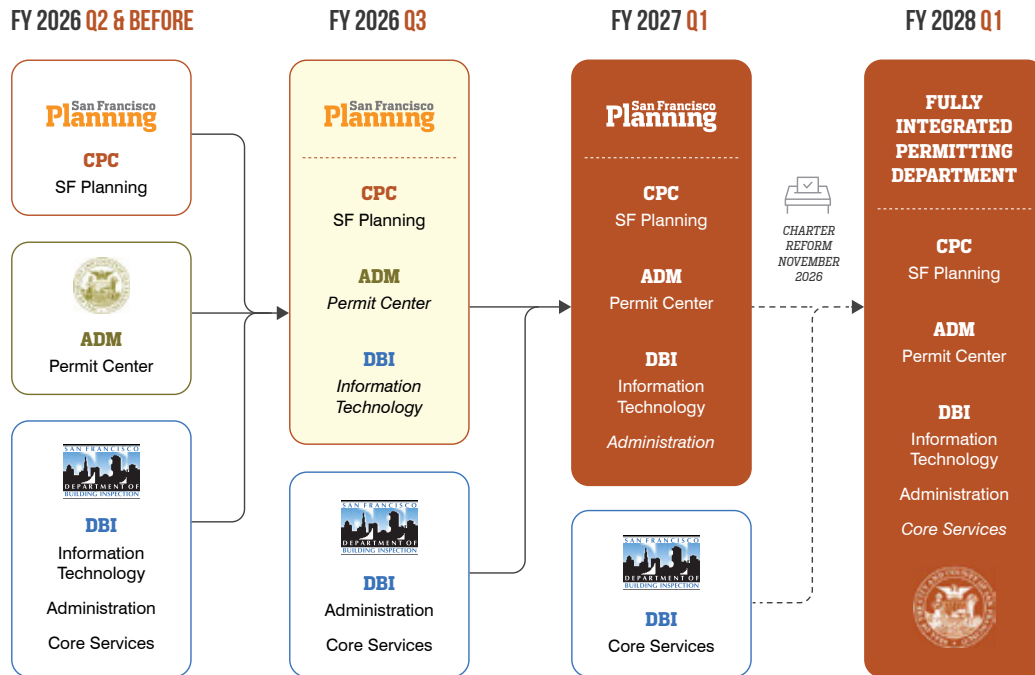 FY 2026 Q2 & BEFORE
San Francisco
Planning
CPC
SF Planning
ADM
Permit Center
SAN FRANCISCO
DEPARTMENT OF
BUILDING INSPECTION
DBI
Information
Technology
Administration
Core Services
FY 2026 Q3
San Francisco
Planning
CPC
SF Planning
ADM
Permit Center
DBI
Information
Technology
SAN FRANCISCO
DEPARTMENT OF
BUILDING INSPECTION
DBI
Administration
Core Services
FY 2027 Q1
San Francisco
Planning
CPC
SF Planning
ADM
Permit Center
DBI
Information
Technology
Administration
SAN FRANCISCO
DEPARTMENT OF
BUILDING INSPECTION
DBI
Core Services
CHARTER
REFORM
NOVEMBER
2026
FY 2028 Q1
FULLY
INTEGRATED
PERMITTING
DEPARTMENT
CPC
SF Planning
ADM
Permit Center
DBI
Information
Technology
Administration
Core Services